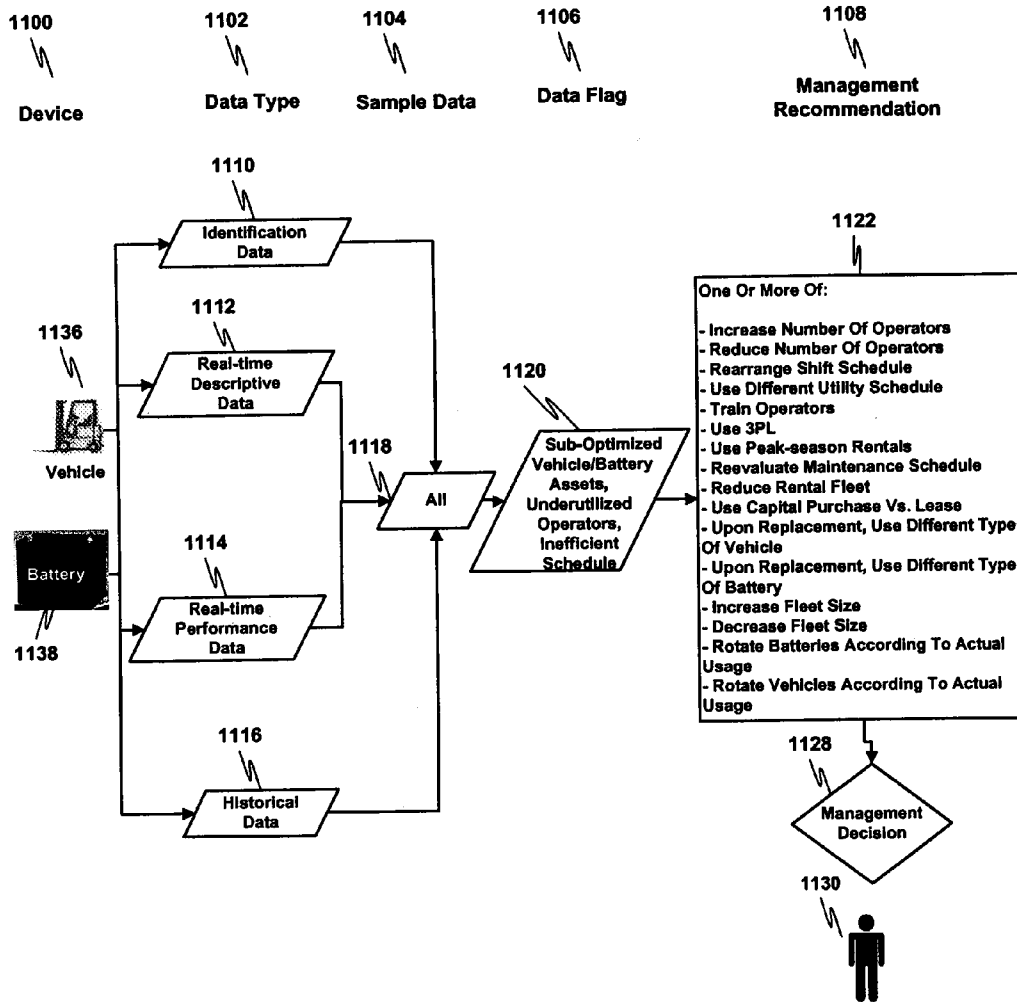 1100
1102
1104
1106
1108
Device
Data Type
Sample Data
Data Flag
Management
Recommendation
1110
Identification
Data
1112
Real-time
Descriptive
Data
1136
Vehicle
1118
All
1120
Sub-Optimized
Vehicle/Battery
Assets,
Underutilized
Operators,
Inefficient
Schedule
1122
One Or More Of:
- Increase Number Of Operators
- Reduce Number Of Operators
- Rearrange Shift Schedule
- Use Different Utility Schedule
- Train Operators
- Use 3PL
- Use Peak-season Rentals
- Reevaluate Maintenance Schedule
- Reduce Rental Fleet
- Use Capital Purchase Vs. Lease
- Upon Replacement, Use Different Type
Of Vehicle
- Upon Replacement, Use Different Type
Of Battery
- Increase Fleet Size
- Decrease Fleet Size
- Rotate Batteries According To Actual
Usage
- Rotate Vehicles According To Actual
Usage
Battery
1138
1114
Real-time
Performance
Data
1116
Historical
Data
1128
Management
Decision
1130